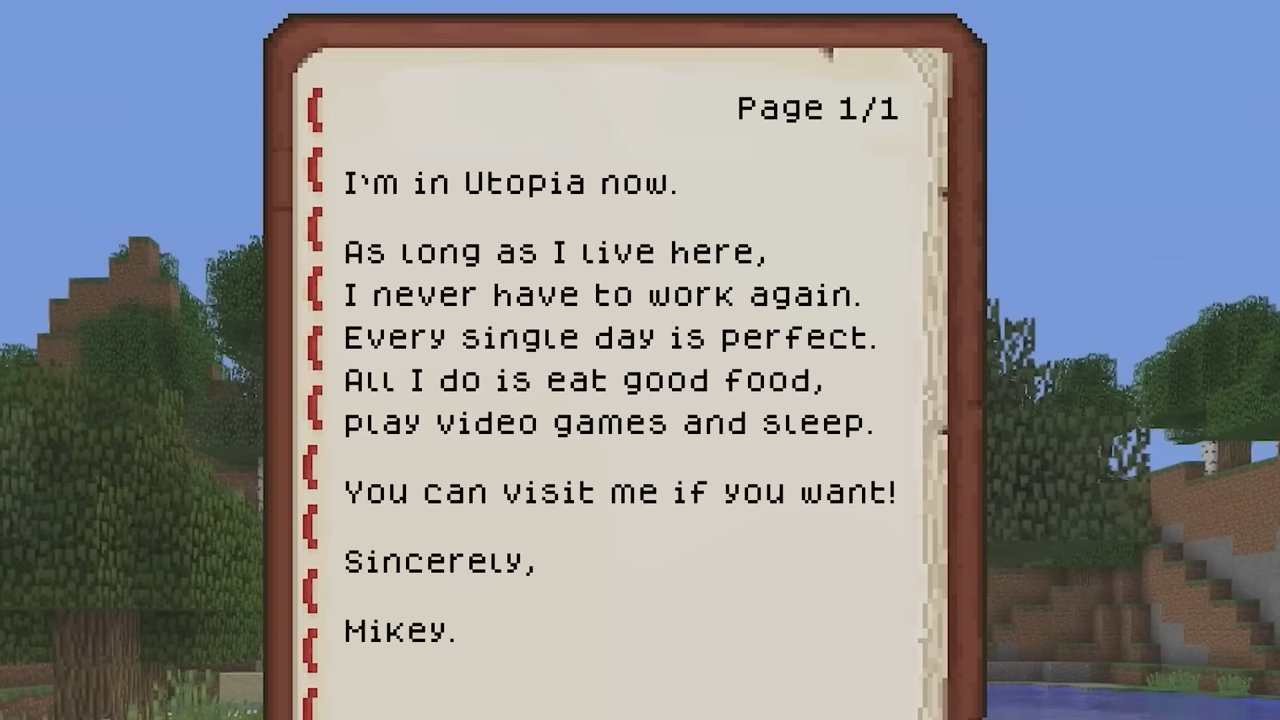 Page 1/1
I'm in Utopia now.
As long as I live here,
I never have to work again.
Every single day is perfect.
All I do is eat good food,
play video games and sleep.
You can visit me if you want!
Sincerely,
Mikey.